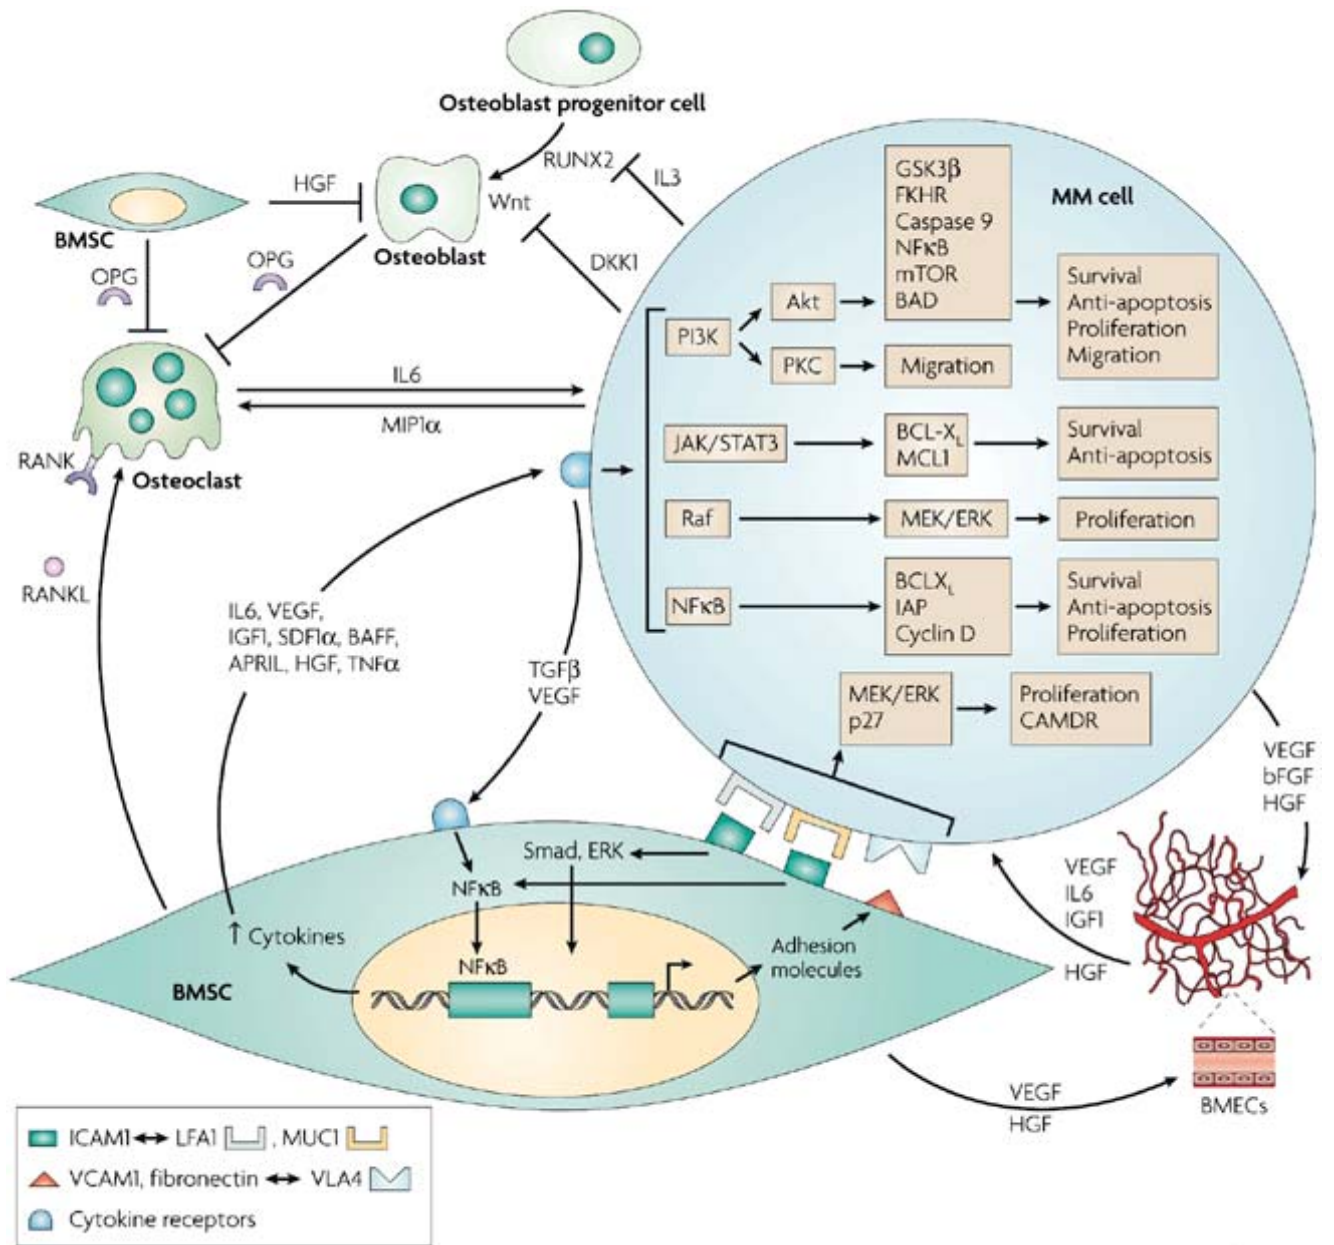 Osteoblast progenitor cell
RUNX2
IL3
HGF
Wnt
BMSC
Osteoblast
DKK1
OPG
OPG
IL6
MIP1α
RANK
Osteoclast
RANKL
IL6, VEGF,
IGF1, SDF1α, BAFF,
APRIL, HGF, TNFα
TGFβ
VEGF
MM cell
GSK3β
FKHR
Caspase 9
NFκB
mTOR
BAD
PI3K
Akt
PKC
Migration
Survival
Anti-apoptosis
Proliferation
Migration
JAK/STAT3
BCL-XL
MCL1
Survival
Anti-apoptosis
Raf
MEK/ERK
Proliferation
NFκB
BCLXL
IAP
Cyclin D
Survival
Anti-apoptosis
Proliferation
MEK/ERK
p27
Proliferation
CAMDR
VEGF
bFGF
HGF
VEGF
IL6
IGF1
HGF
Smad, ERK
NFκB
NFκB
↑ Cytokines
BMSC
Adhesion
molecules
VEGF
HGF
BMECs
ICAM1 ↔ LFA1 , MUC1
VCAM1, fibronectin ↔ VLA4
Cytokine receptors